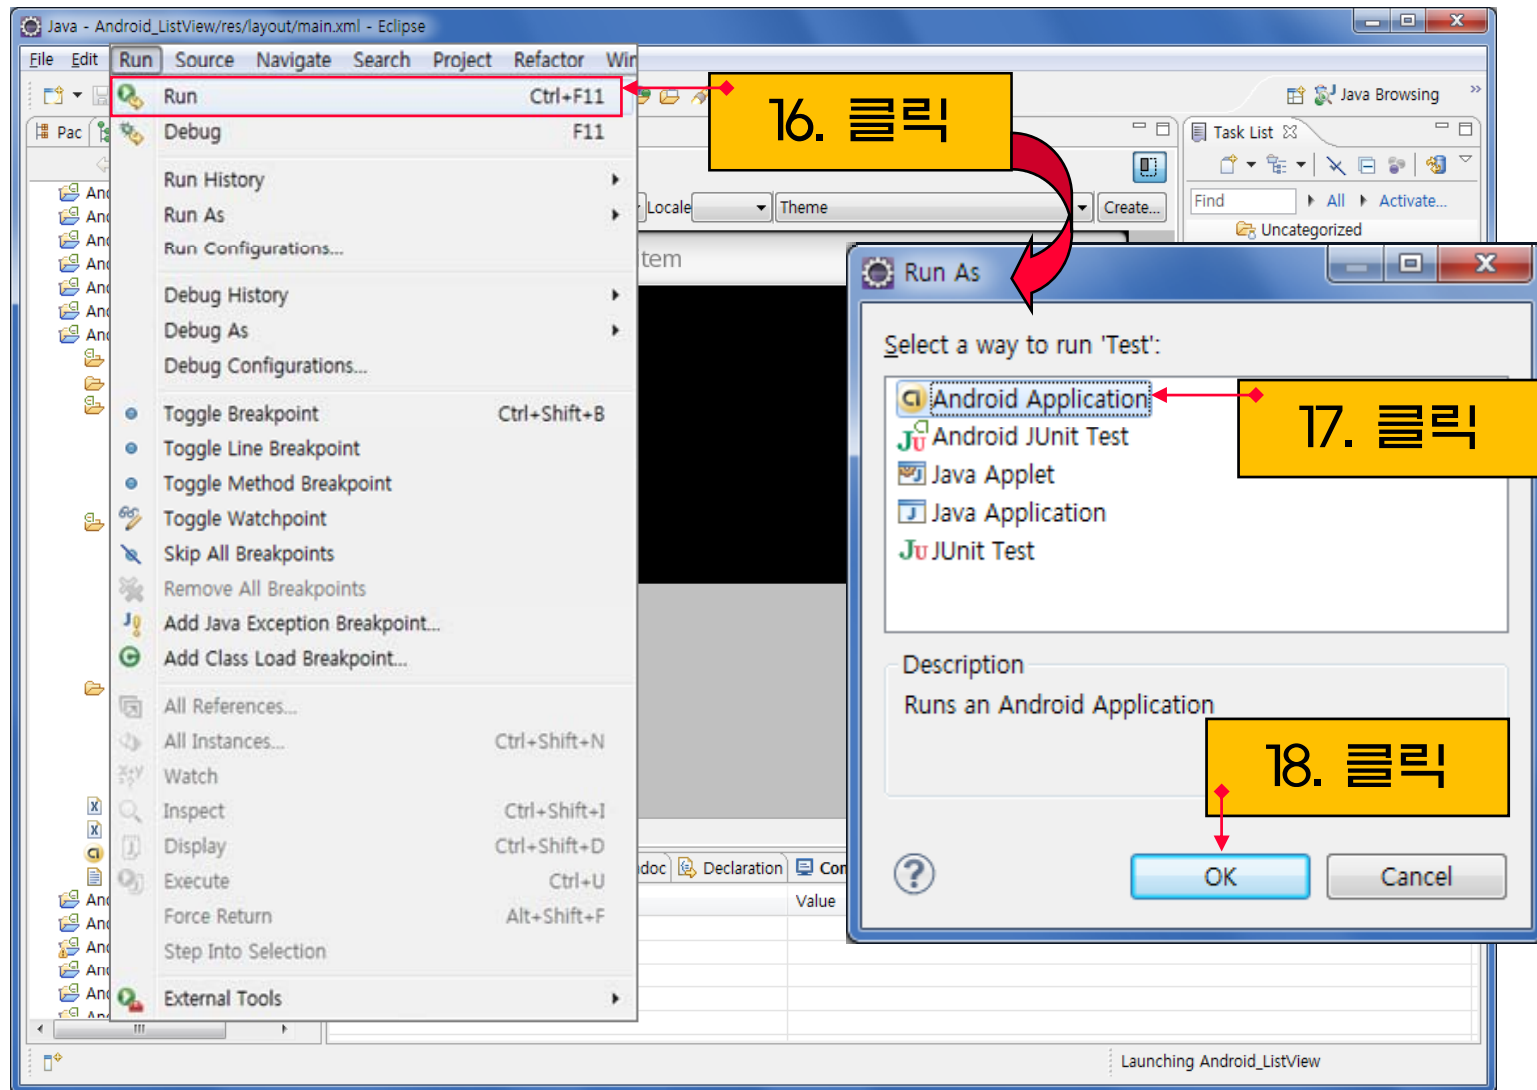 Java - Android_ListView/res/layout/main.xml - Eclipse
File Edit Run Source Navigate Search Project Refactor
Run Ctrl+F11
Debug F11
Run History
Run As
Run Configurations...
Debug History
Debug As
Debug Configurations...
Toggle Breakpoint Ctrl+Shift+B
Toggle Line Breakpoint
Toggle Method Breakpoint
Toggle Watchpoint
Skip All Breakpoints
Remove All Breakpoints
Add Java Exception Breakpoint...
Add Class Load Breakpoint...
All References...
All Instances... Ctrl+Shift+N
Watch
Inspect Ctrl+Shift+I
Display Ctrl+Shift+D
Execute Ctrl+U
Force Return Alt+Shift+F
Step Into Selection
External Tools
16. 클릭
Java Browsing
Pac
Task List
Locale Theme Create...
Find All Activate...
Uncategorized
tem
Run As
Select a way to run 'Test':
Android Application
17. 클릭
Android JUnit Test
Java Applet
Java Application
JUnit Test
Description
Runs an Android Application
18. 클릭
OK Cancel
doc Declaration Con
Value
Launching Android_ListView